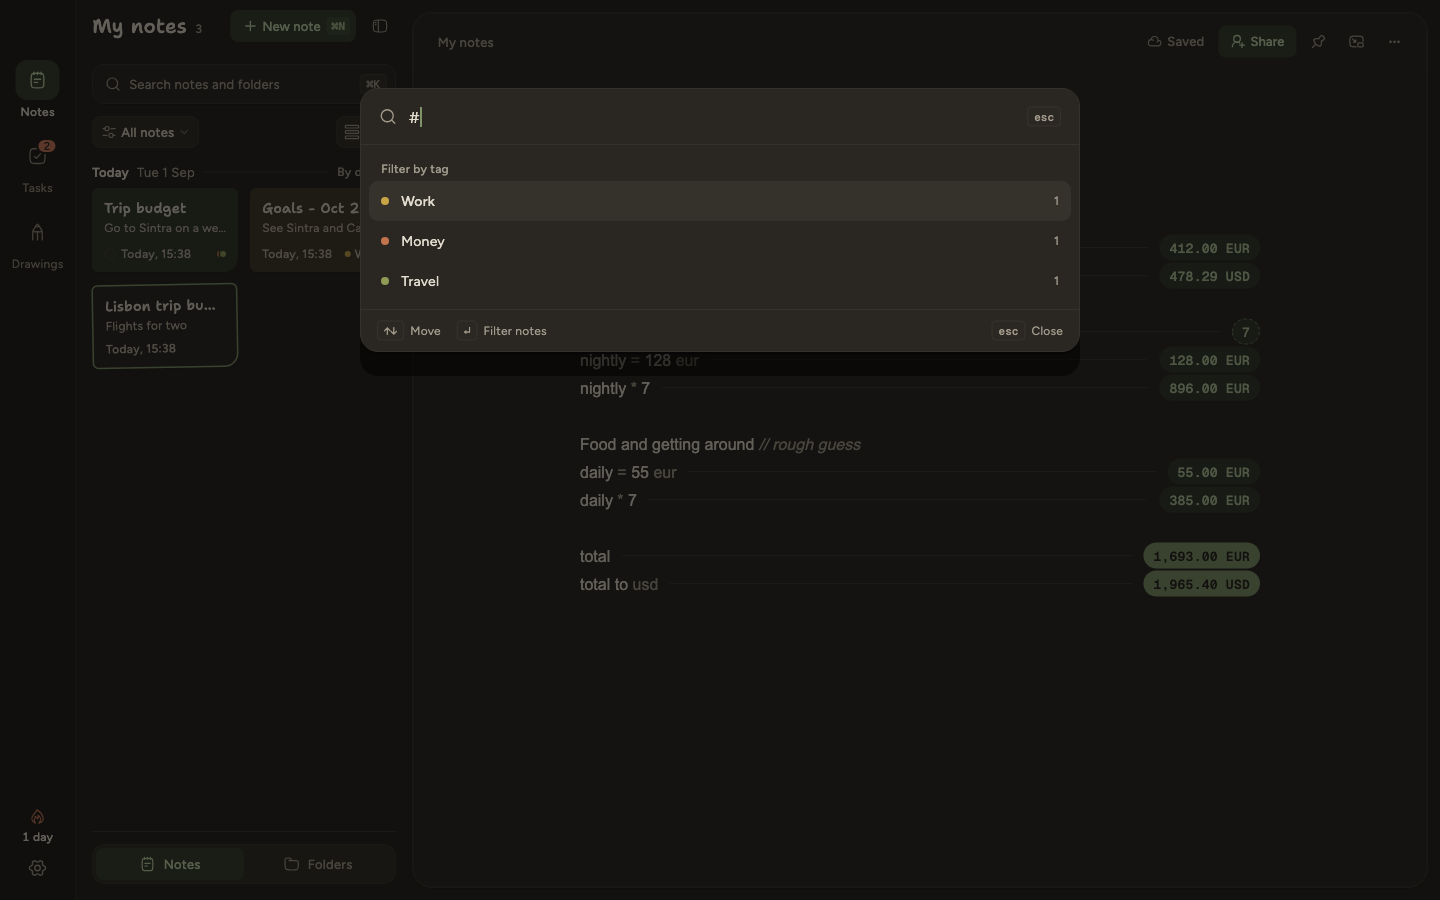 My notes 3
+ New note ⌘N
Notes
Tasks
2
Drawings
1 day
Search notes and folders ⌘K
All notes
Today Tue 1 Sep
By d
Trip budget
Go to Sintra on a we...
Today, 15:38
Goals - Oct 2
See Sintra and Ca
Today, 15:38 W
Lisbon trip bu...
Flights for two
Today, 15:38
Notes
Folders
My notes
Saved
Share
#
esc
Filter by tag
Work 1
Money 1
Travel 1
Move
Filter notes
esc Close
412.00 EUR
478.29 USD
7
nightly = 128 eur 128.00 EUR
nightly * 7 896.00 EUR
Food and getting around // rough guess
daily = 55 eur 55.00 EUR
daily * 7 385.00 EUR
total 1,693.00 EUR
total to usd 1,965.40 USD